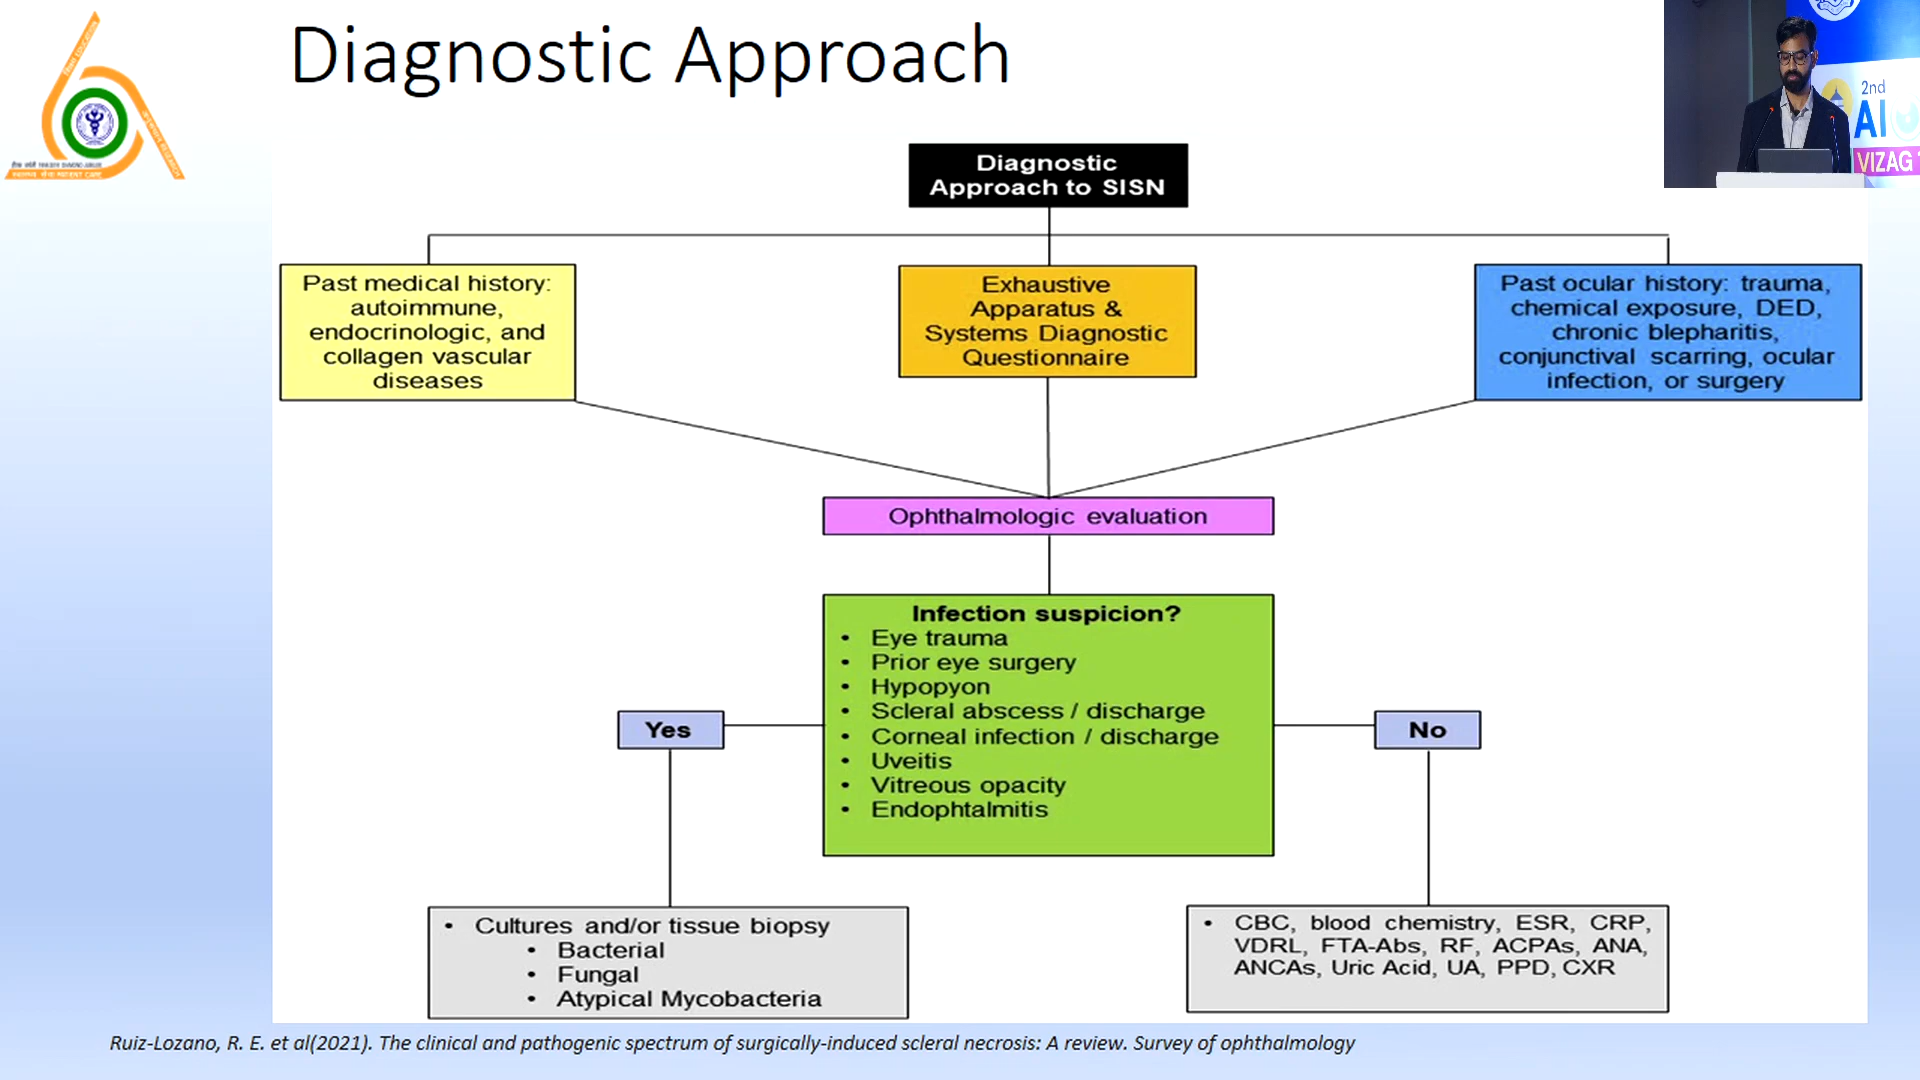 Diagnostic Approach
2nd
AI
VIZAG
Diagnostic
Approach to SISN
Past medical history:
autoimmune,
endocrinologic, and
collagen vascular
diseases
Exhaustive
Apparatus &
Systems Diagnostic
Questionnaire
Past ocular history: trauma,
chemical exposure, DED,
chronic blepharitis,
conjunctival scarring, ocular
infection, or surgery
Ophthalmologic evaluation
Infection suspicion?
• Eye trauma
• Prior eye surgery
• Hypopyon
• Scleral abscess / discharge
• Corneal infection / discharge
• Uveitis
• Vitreous opacity
• Endophtalmitis
Yes
No
• Cultures and/or tissue biopsy
• Bacterial
• Fungal
• Atypical Mycobacteria
• CBC, blood chemistry, ESR, CRP,
VDRL, FTA-Abs, RF, ACPAs, ANA,
ANCAs, Uric Acid, UA, PPD, CXR
Ruiz-Lozano, R. E. et al(2021). The clinical and pathogenic spectrum of surgically-induced scleral necrosis: A review. Survey of ophthalmology